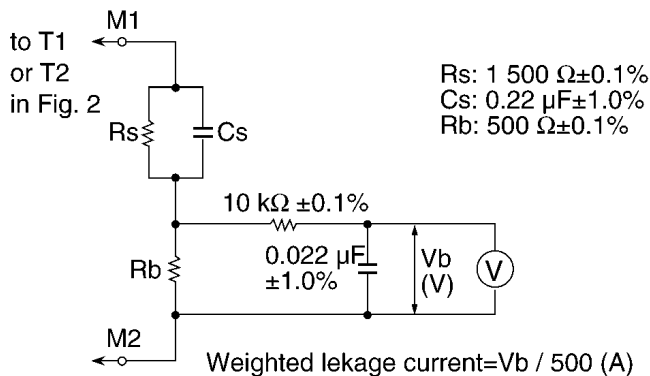 M1
to T1
or T2
in Fig. 2
Rs: 1 500 Ω±0.1%
Cs: 0.22 µF±1.0%
Rb: 500 Ω±0.1%
Rs
Cs
10 kΩ ±0.1%
Rb
0.022 µF
±1.0%
Vb
(V)
V
M2
Weighted lekage current=Vb / 500 (A)